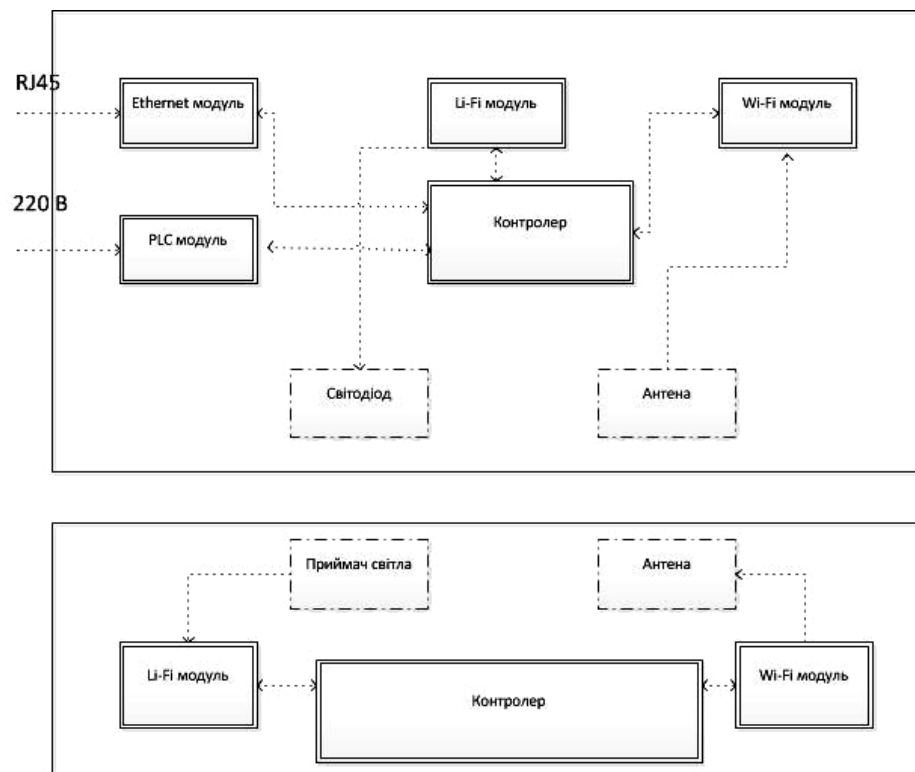 RJ45
Ethernet модуль
Li-Fi модуль
Wi-Fi модуль
220 В
PLC модуль
Контролер
Світодіод
Антена
Приймач світла
Антена
Li-Fi модуль
Контролер
Wi-Fi модуль